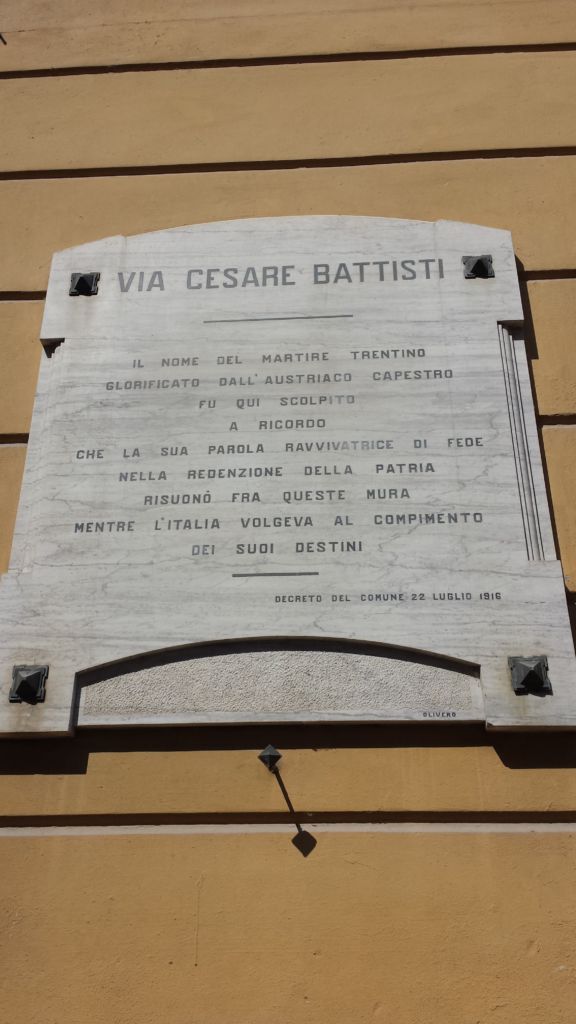 VIA CESARE BATTISTI
IL NOME DEL MARTIRE TRENTINO
GLORIFICATO DALL'AUSTRIACO CAPESTRO
FU QUI SCOLPITO
A RICORDO
CHE LA SUA PAROLA RAVVIVATRICE DI FEDE
NELLA REDENZIONE DELLA PATRIA
RISUONÒ FRA QUESTE MURA
MENTRE L'ITALIA VOLGEVA AL COMPIMENTO
DEI SUOI DESTINI
DECRETO DEL COMUNE 22 LUGLIO 1916
OLIVERO